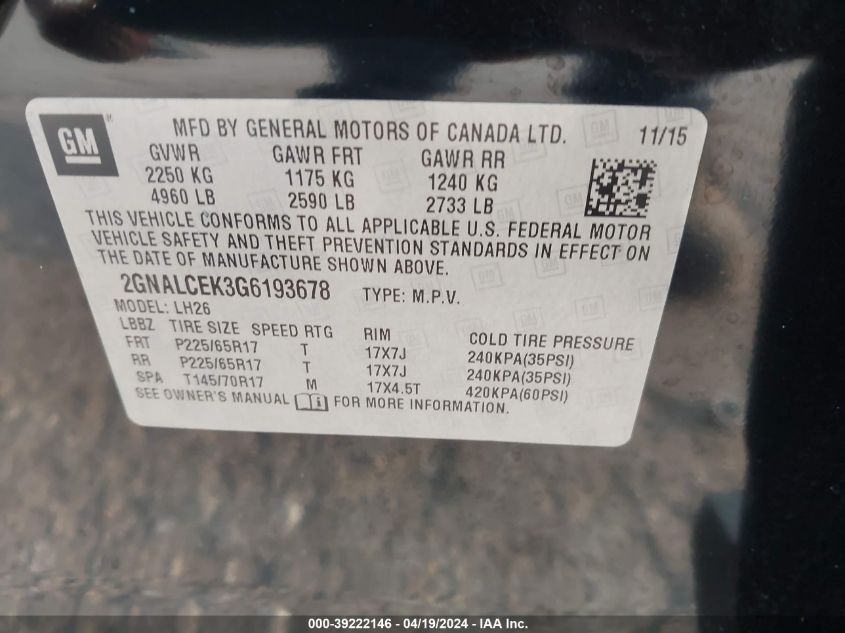 GM
MFD BY GENERAL MOTORS OF CANADA LTD. 11/15
GVWR GAWR FRT GAWR RR
2250 KG 1175 KG 1240 KG
4960 LB 2590 LB 2733 LB
THIS VEHICLE CONFORMS TO ALL APPLICABLE U.S. FEDERAL MOTOR
VEHICLE SAFETY AND THEFT PREVENTION STANDARDS IN EFFECT ON
THE DATE OF MANUFACTURE SHOWN ABOVE.
2GNALCEK3G6193678 TYPE: M.P.V.
MODEL: LH26
LBBZ TIRE SIZE SPEED RTG RIM COLD TIRE PRESSURE
FRT P225/65R17 T 17X7J 240KPA(35PSI)
RR P225/65R17 T 17X7J 240KPA(35PSI)
SPA T145/70R17 M 17X4.5T 420KPA(60PSI)
SEE OWNER'S MANUAL FOR MORE INFORMATION.
000-39222146 - 04/19/2024 - IAA Inc.